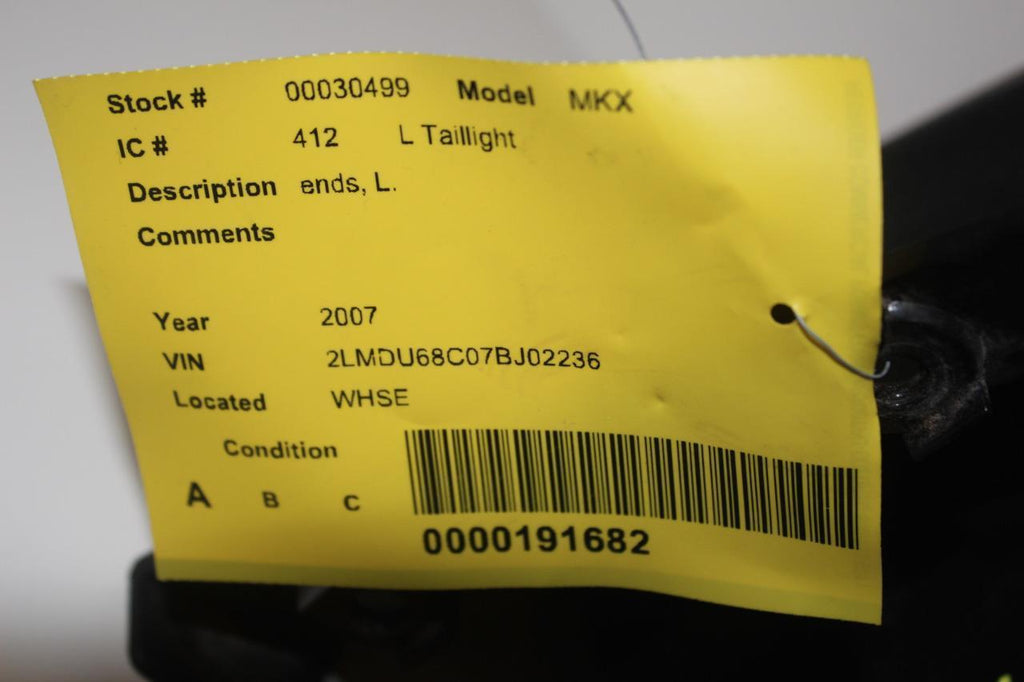 Stock # 00030499 Model MKX
IC # 412 L Taillight
Description ends, L.
Comments
Year 2007
VIN 2LMDU68C07BJ02236
Located WHSE
Condition
A B C
0000191682